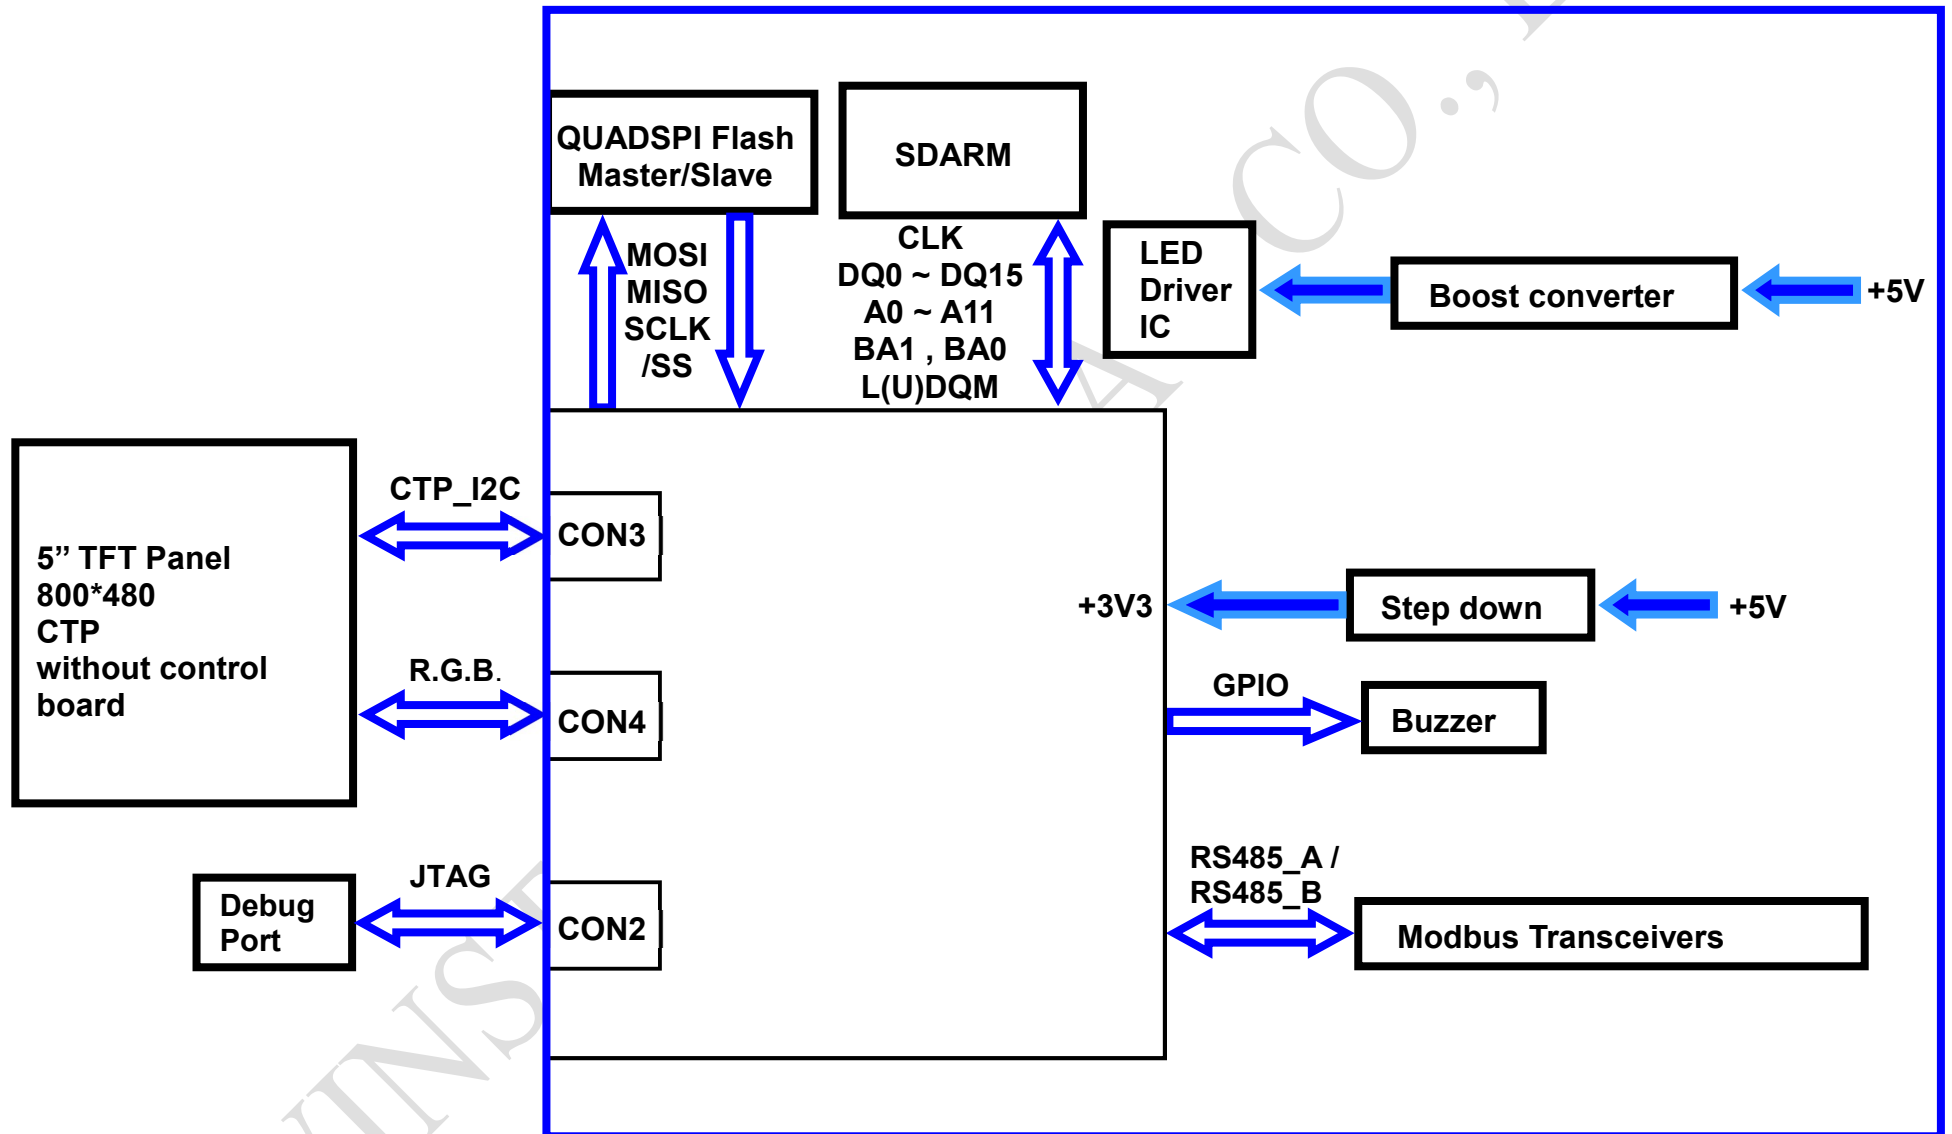 QUADSPI Flash
Master/Slave
SDARM
MOSI
MISO
SCLK
/SS
CLK
DQ0 ~ DQ15
A0 ~ A11
BA1 , BA0
L(U)DQM
LED
Driver
IC
Boost converter
+5V
5’’ TFT Panel
800*480
CTP
without control
board
CTP_I2C
CON3
R.G.B.
CON4
+3V3
Step down
+5V
GPIO
Buzzer
JTAG
Debug
Port
CON2
RS485_A /
RS485_B
Modbus Transceivers
CO.,